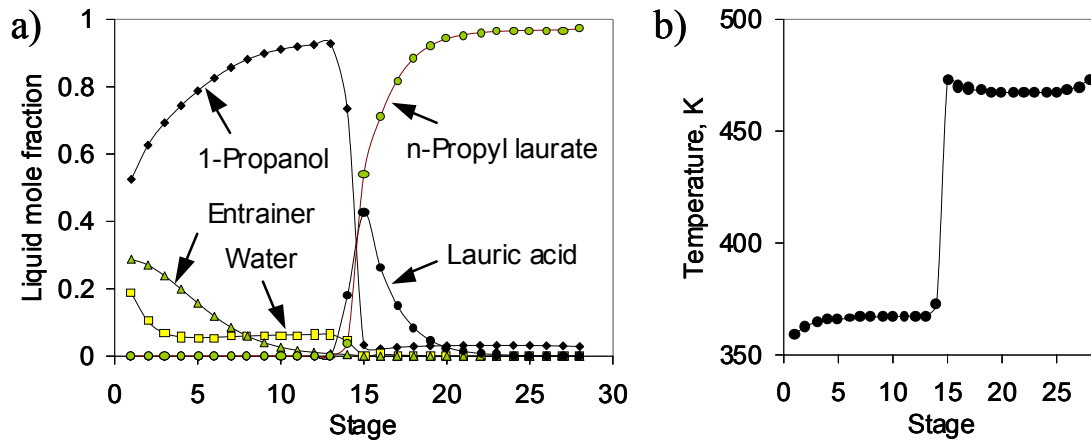 a)
Liquid mole fraction
1
0.8
0.6
0.4
0.2
0
1-Propanol
n-Propyl laurate
Entrainer
Water
Lauric acid
0 5 10 15 20 25 30
Stage
b)
Temperature, K
500
450
400
350
0 5 10 15 20 25
Stage